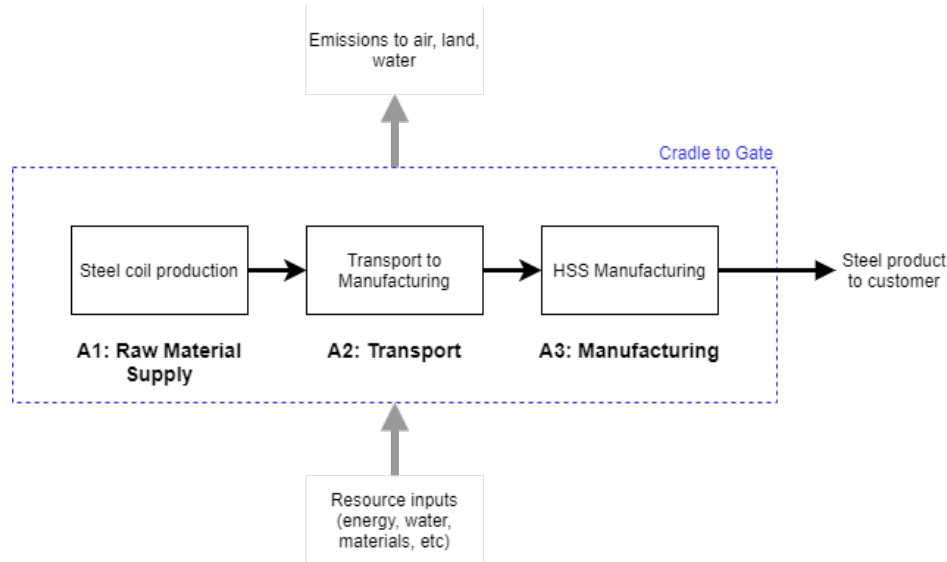 Emissions to air, land,
water
Cradle to Gate
Steel coil production
Transport to
Manufacturing
HSS Manufacturing
Steel product
to customer
A1: Raw Material
Supply
A2: Transport
A3: Manufacturing
Resource inputs
(energy, water,
materials, etc)